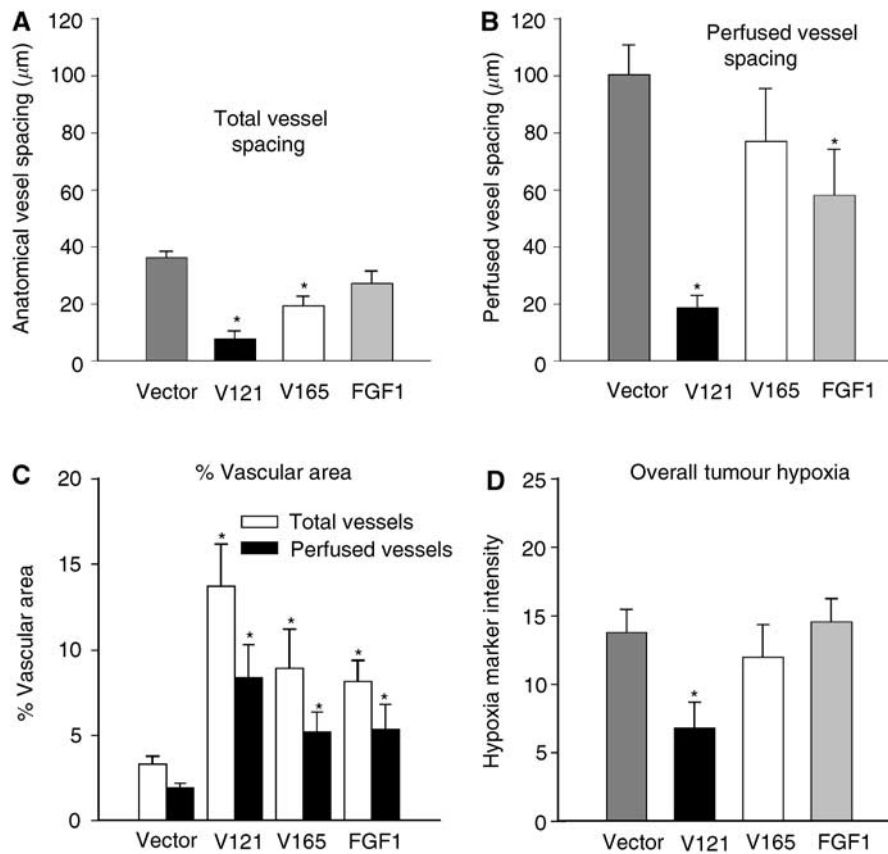 A
Anatomical vesel spacing (μm)
120
100
80
60
40
20
0
Total vessel
spacing
*
*
Vector
V121
V165
FGF1
B
Perfused vessel spacing (μm)
120
100
80
60
40
20
0
Perfused vessel
spacing
*
*
Vector
V121
V165
FGF1
C
% Vascular area
% Vascular area
20
15
10
5
0
Total vessels
Perfused vessels
*
*
*
*
*
*
Vector
V121
V165
FGF1
D
Overall tumour hypoxia
Hypoxia marker intensity
25
20
15
10
5
0
*
Vector
V121
V165
FGF1